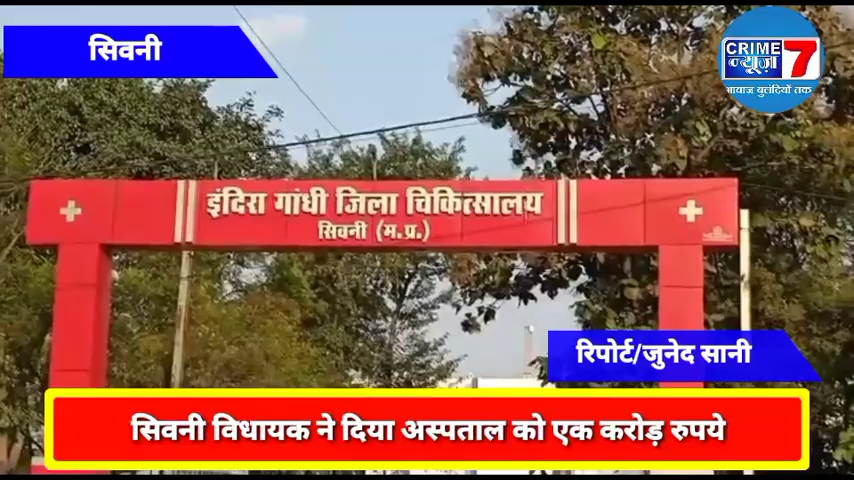 सिवनी
CRIME
न्यूज़ 7
आवाज बुलंदियों तक
इंदिरा गांधी जिला चिकित्सालय
सिवनी (म.प्र.)
रिपोर्ट/जुनेद सानी
सिवनी विधायक ने दिया अस्पताल को एक करोड़ रुपये